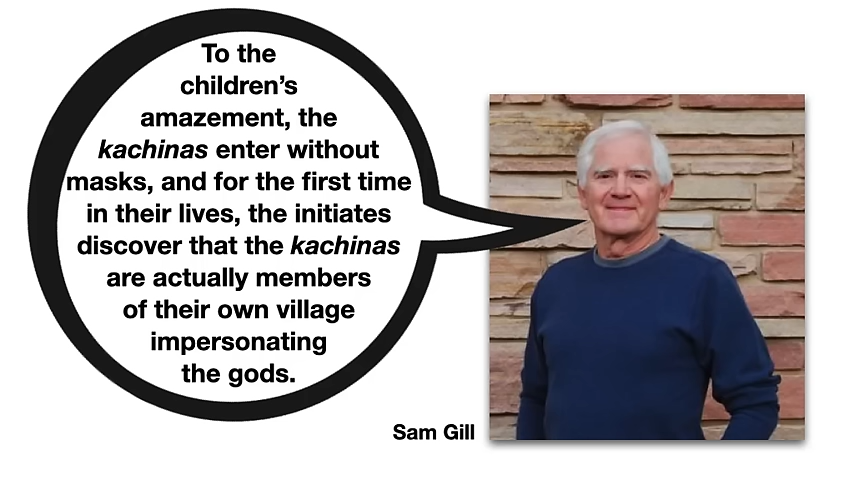 To the
children’s
amazement, the
kachinas enter without
masks, and for the first time
in their lives, the initiates
discover that the kachinas
are actually members
of their own village
impersonating
the gods.
Sam Gill